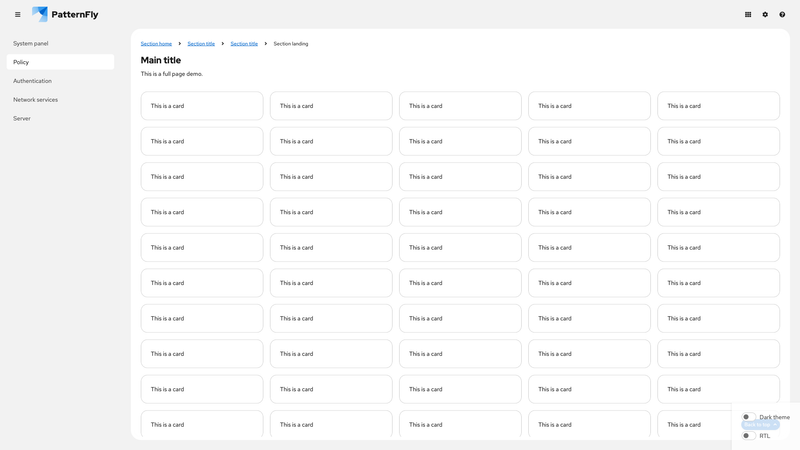 PatternFly
System panel
Policy
Authentication
Network services
Server
Section home Section title Section title Section landing
Main title
This is a full page demo.
This is a card This is a card This is a card This is a card This is a card
This is a card This is a card This is a card This is a card This is a card
This is a card This is a card This is a card This is a card This is a card
This is a card This is a card This is a card This is a card This is a card
This is a card This is a card This is a card This is a card This is a card
This is a card This is a card This is a card This is a card This is a card
This is a card This is a card This is a card This is a card This is a card
This is a card This is a card This is a card This is a card This is a card
This is a card This is a card This is a card This is a card This is a card
This is a card This is a card This is a card This is a card This is a card
Dark theme
Back to top
RTL